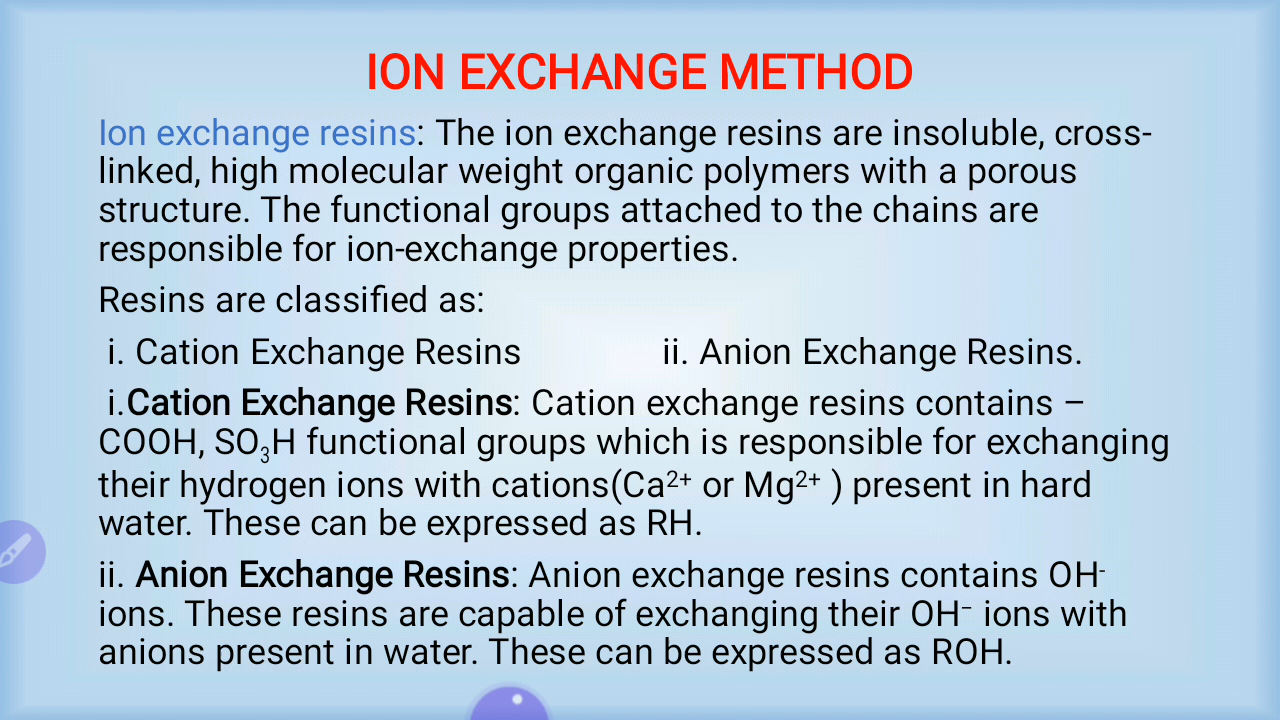 ION EXCHANGE METHOD
Ion exchange resins: The ion exchange resins are insoluble, cross-
linked, high molecular weight organic polymers with a porous
structure. The functional groups attached to the chains are
responsible for ion-exchange properties.
Resins are classified as:
i. Cation Exchange Resins ii. Anion Exchange Resins.
i.Cation Exchange Resins: Cation exchange resins contains –
COOH, SO₃H functional groups which is responsible for exchanging
their hydrogen ions with cations(Ca²⁺ or Mg²⁺ ) present in hard
water. These can be expressed as RH.
ii. Anion Exchange Resins: Anion exchange resins contains OH⁻
ions. These resins are capable of exchanging their OH⁻ ions with
anions present in water. These can be expressed as ROH.